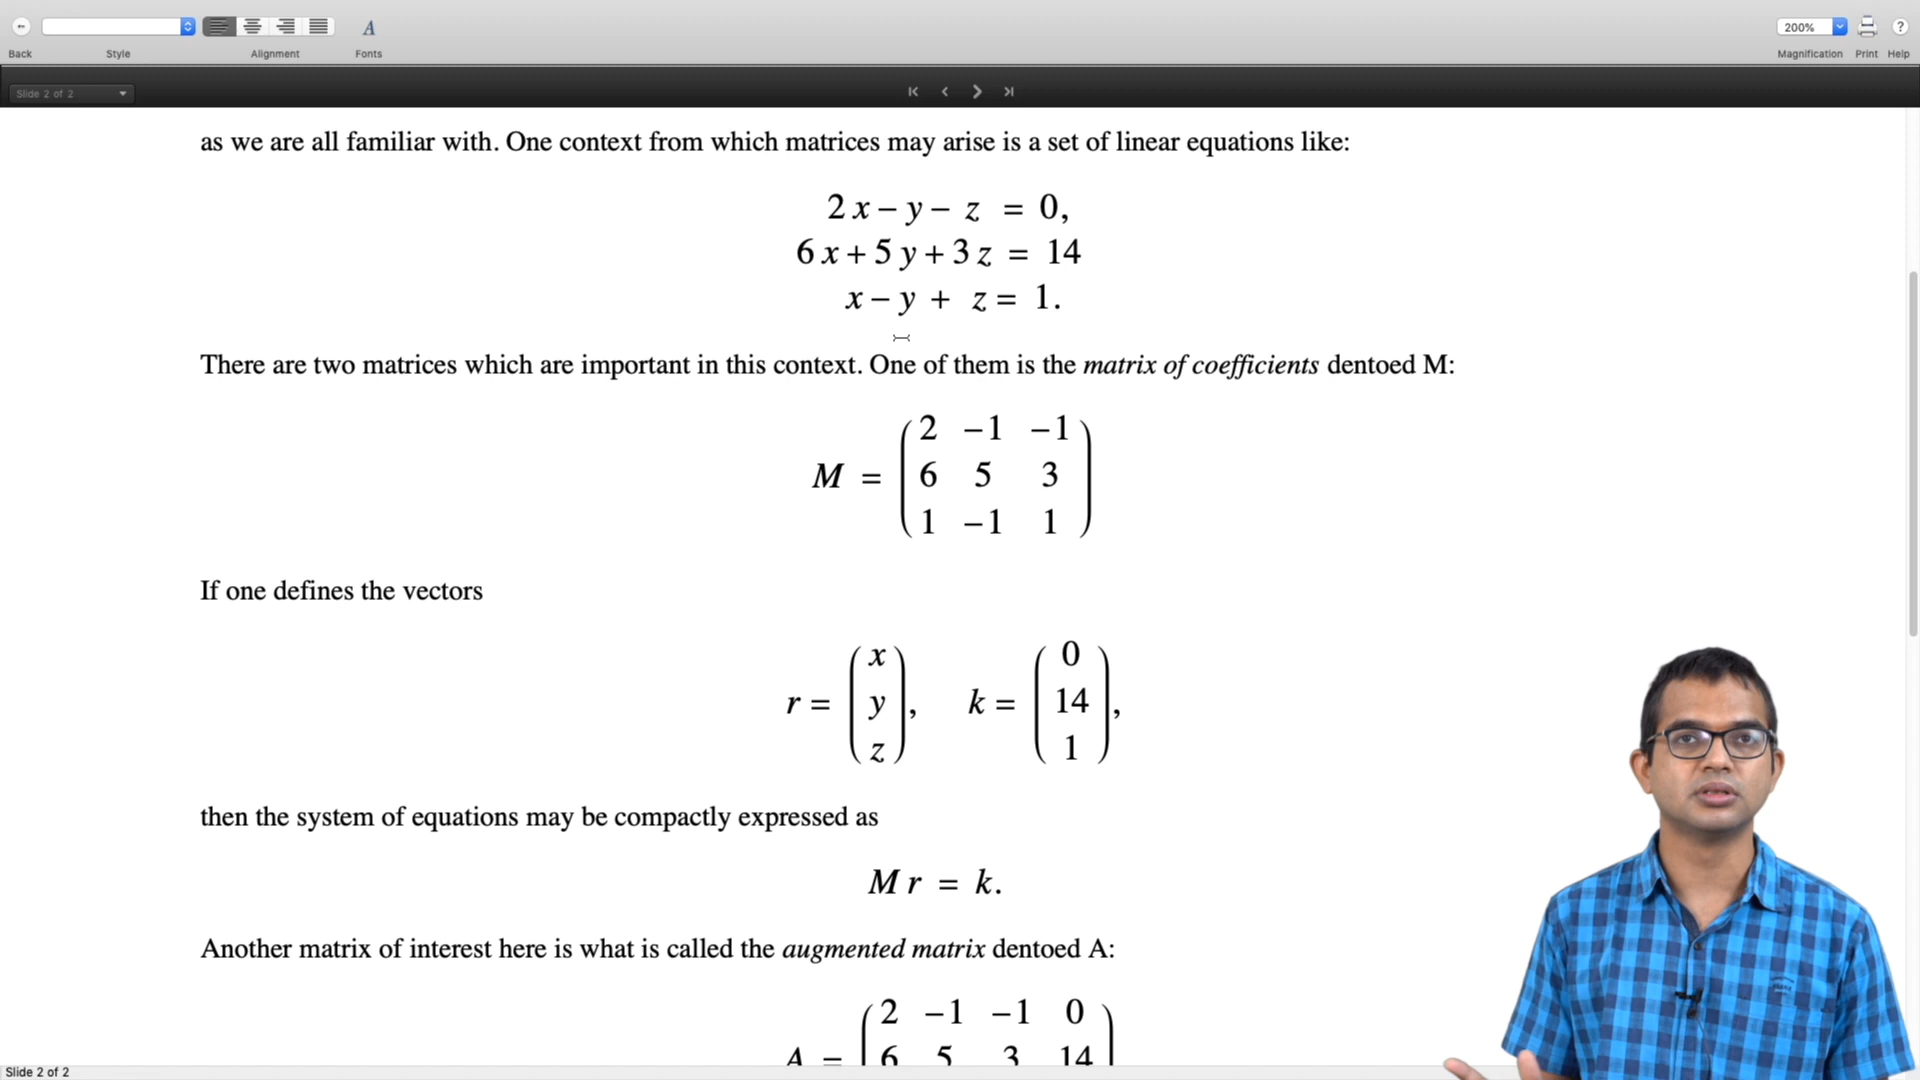 200%
Back Style Alignment Fonts Magnification Print Help
Slide 2 of 2
as we are all familiar with. One context from which matrices may arise is a set of linear equations like:
2 x − y − z = 0,
6 x + 5 y + 3 z = 14
x − y + z = 1.
There are two matrices which are important in this context. One of them is the matrix of coefficients dentoed M:
M = ( 2 −1 −1
6 5 3
1 −1 1 )
If one defines the vectors
r = ( x y z ), k = ( 0 14 1 ),
then the system of equations may be compactly expressed as
M r = k.
Another matrix of interest here is what is called the augmented matrix dentoed A:
A = ( 2 −1 −1 0
6 5 3 14
Slide 2 of 2